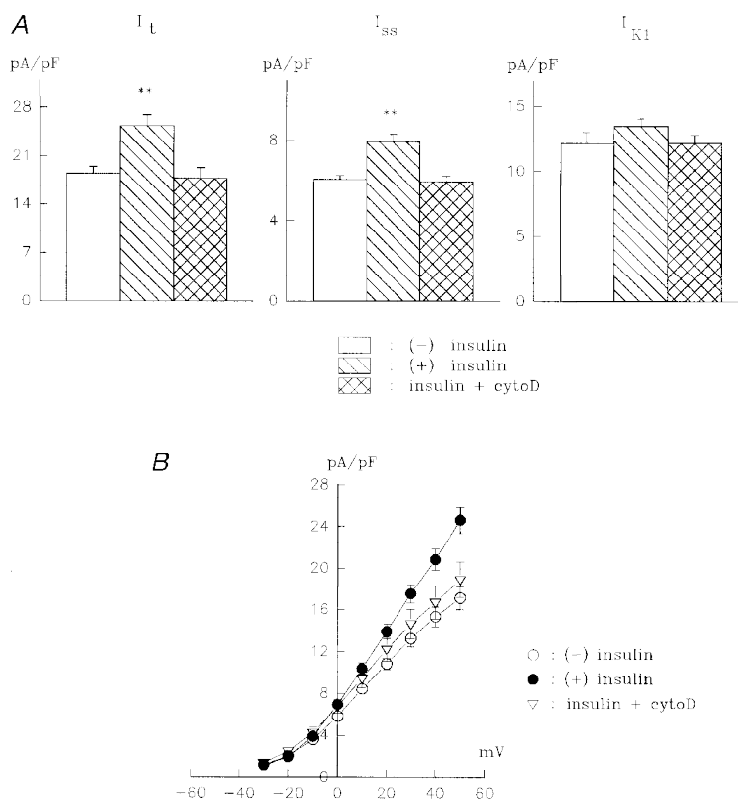 A
I t
I ss
I K1
pA/pF
pA/pF
pA/pF
**
**
28
21
14
7
0
8
4
0
15
10
5
0
: (−) insulin
: (+) insulin
: insulin + cytoD
B
pA/pF
28
24
20
16
12
8
4
0
mV
−60 −40 −20 0 20 40 60
: (−) insulin
: (+) insulin
: insulin + cytoD